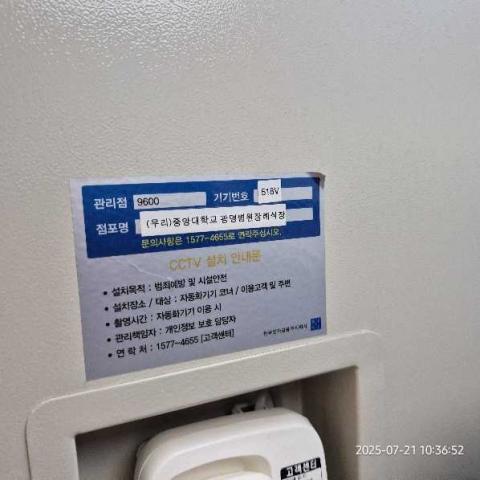 관리점 9600 기기번호 518V
점포명 (우리)중앙대학교 광명병원장례식장
문의사항은 1577-4655로 연락주십시오.
CCTV 설치 안내문
• 설치목적 : 범죄예방 및 시설안전
• 설치장소 / 대상 : 자동화기기 코너 / 이용고객 및 주변
• 촬영시간 : 자동화기기 이용 시
• 관리책임자 : 개인정보 보호 담당자
• 연 락 처 : 1577-4655 [고객센터]
고객센터
2025-07-21 10:36:52